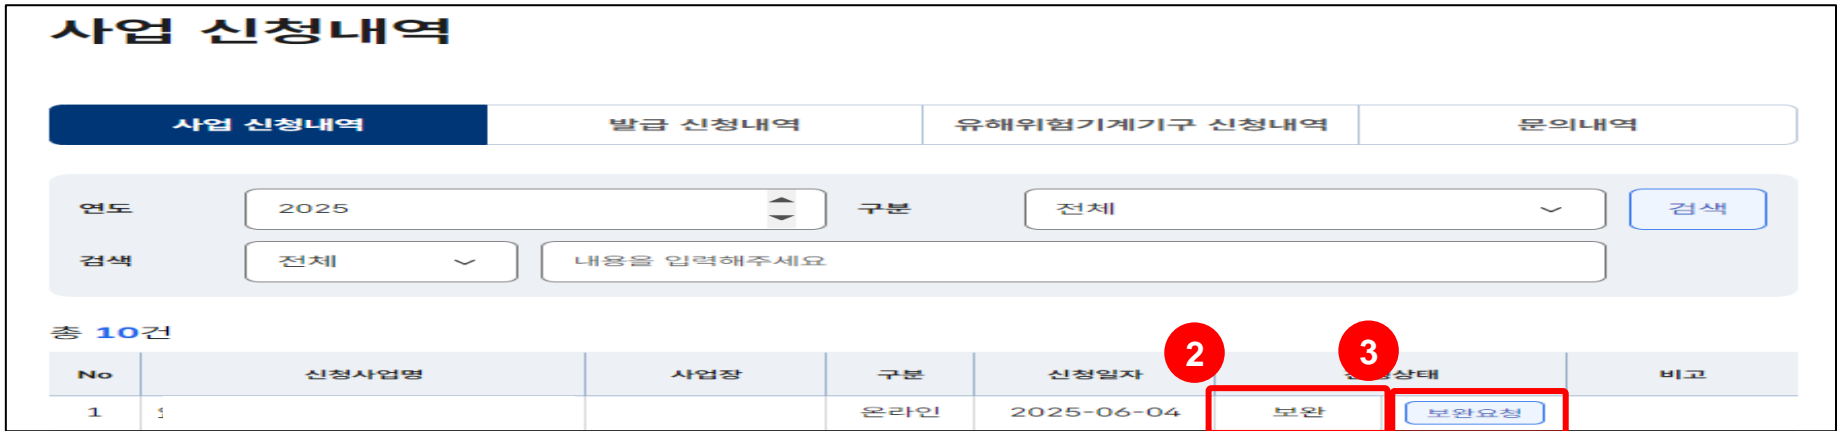 사업 신청내역
사업 신청내역 발급 신청내역 유해위험기계기구 신청내역 문의내역
연도 2025 구분 전체 검색
검색 전체 내용을 입력해주세요
총 10건
2 3
No 신청사업명 사업장 구분 신청일자 상태 비고
1 온라인 2025-06-04 보완 보완요청